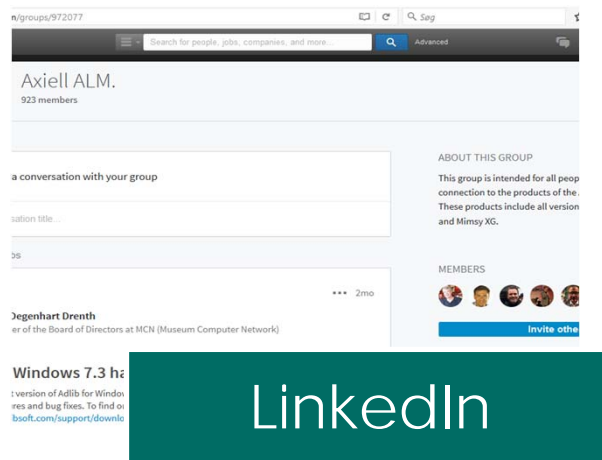 n/groups/972077
Søg
Search for people, jobs, companies, and more...
Advanced
Axiell ALM.
923 members
a conversation with your group
sation title...
bs
••• 2mo
Degenhart Drenth
er of the Board of Directors at MCN (Museum Computer Network)
Windows 7.3 ha
t version of Adlib for Window
res and bug fixes. To find ou
bsoft.com/support/downlo
ABOUT THIS GROUP
This group is intended for all peop
connection to the products of the
These products include all version
and Mimsy XG.
MEMBERS
Invite othe
LinkedIn